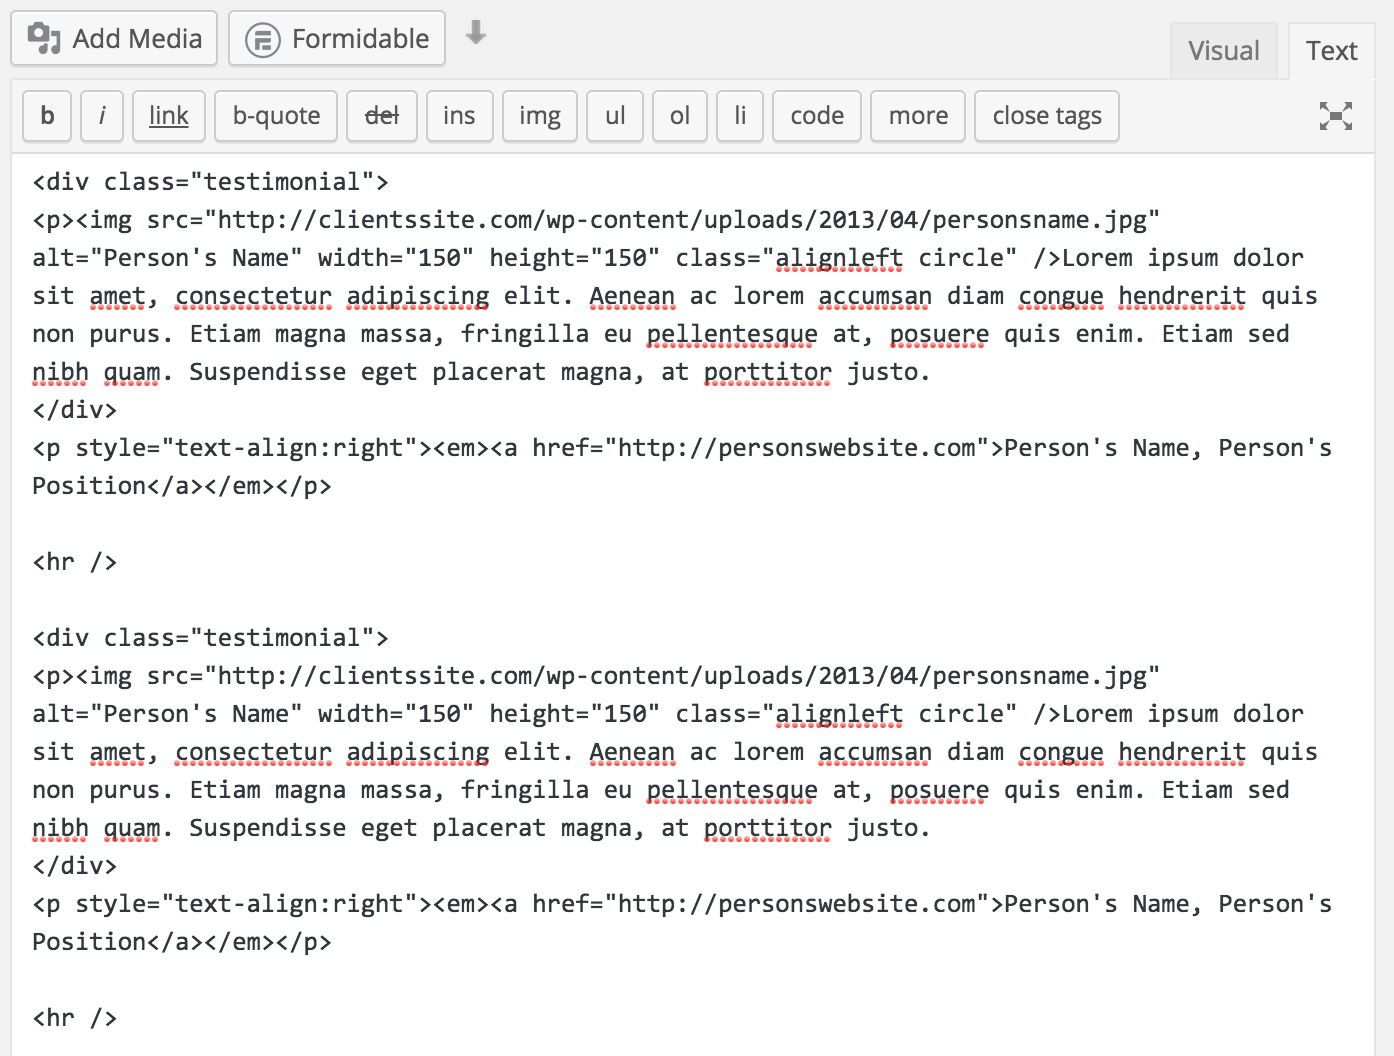 Add Media Formidable
Visual Text
b i link b-quote del ins img ul ol li code more close tags
<div class="testimonial">
<p><img src="http://clientssite.com/wp-content/uploads/2013/04/personsname.jpg"
alt="Person's Name" width="150" height="150" class="alignleft circle" />Lorem ipsum dolor
sit amet, consectetur adipiscing elit. Aenean ac lorem accumsan diam congue hendrerit quis
non purus. Etiam magna massa, fringilla eu pellentesque at, posuere quis enim. Etiam sed
nibh quam. Suspendisse eget placerat magna, at porttitor justo.
</div>
<p style="text-align:right"><em><a href="http://personswebsite.com">Person's Name, Person's
Position</a></em></p>
<hr />
<div class="testimonial">
<p><img src="http://clientssite.com/wp-content/uploads/2013/04/personsname.jpg"
alt="Person's Name" width="150" height="150" class="alignleft circle" />Lorem ipsum dolor
sit amet, consectetur adipiscing elit. Aenean ac lorem accumsan diam congue hendrerit quis
non purus. Etiam magna massa, fringilla eu pellentesque at, posuere quis enim. Etiam sed
nibh quam. Suspendisse eget placerat magna, at porttitor justo.
</div>
<p style="text-align:right"><em><a href="http://personswebsite.com">Person's Name, Person's
Position</a></em></p>
<hr />